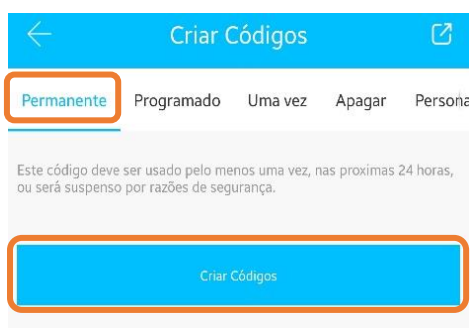 Criar Códigos
Permanente Programado Uma vez Apagar Persona
Este código deve ser usado pelo menos uma vez, nas proximas 24 horas,
ou será suspenso por razões de segurança.
Criar Códigos